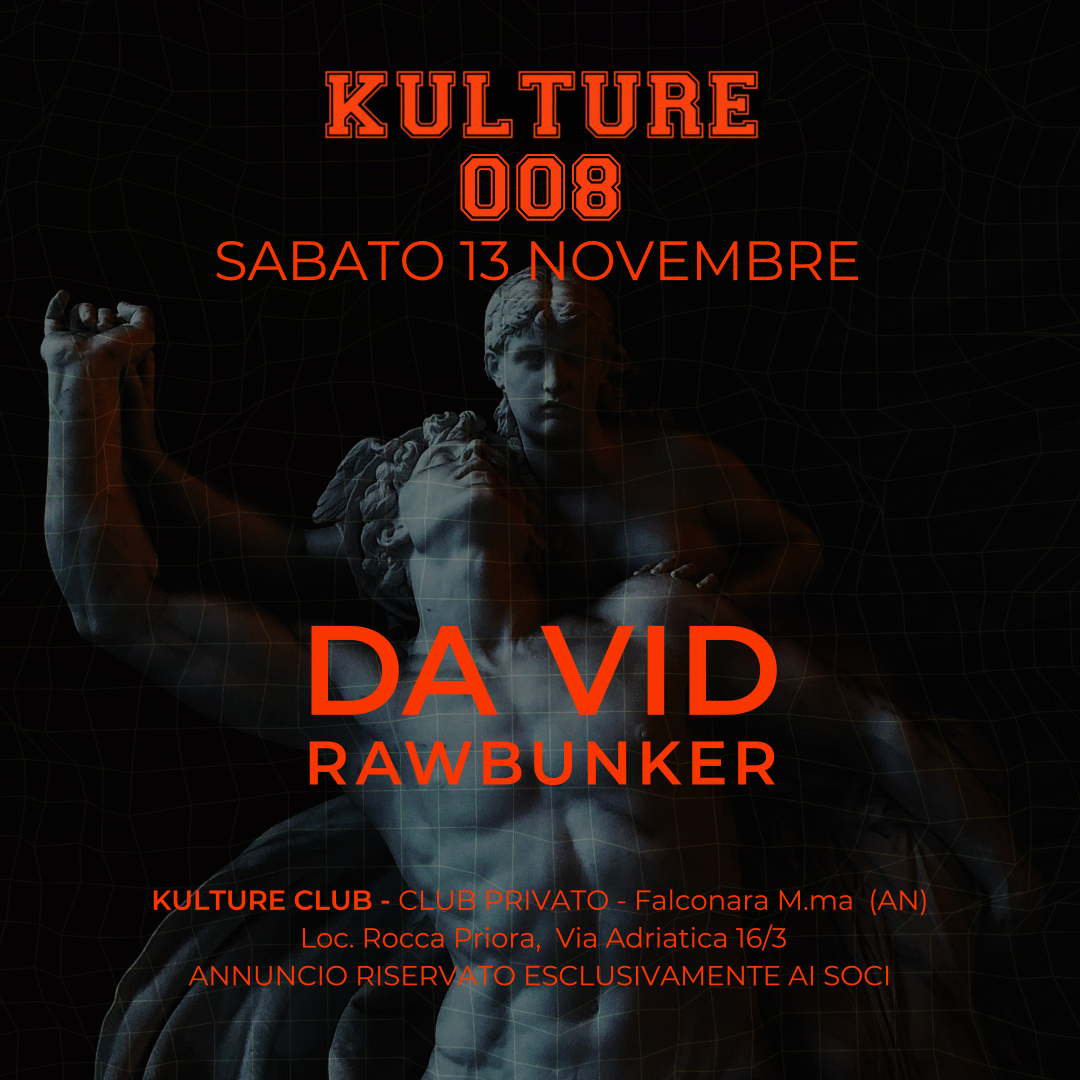 KULTURE
008
SABATO 13 NOVEMBRE
DA VID
RAWBUNKER
KULTURE CLUB - CLUB PRIVATO - Falconara M.ma (AN)
Loc. Rocca Priora, Via Adriatica 16/3
ANNUNCIO RISERVATO ESCLUSIVAMENTE AI SOCI